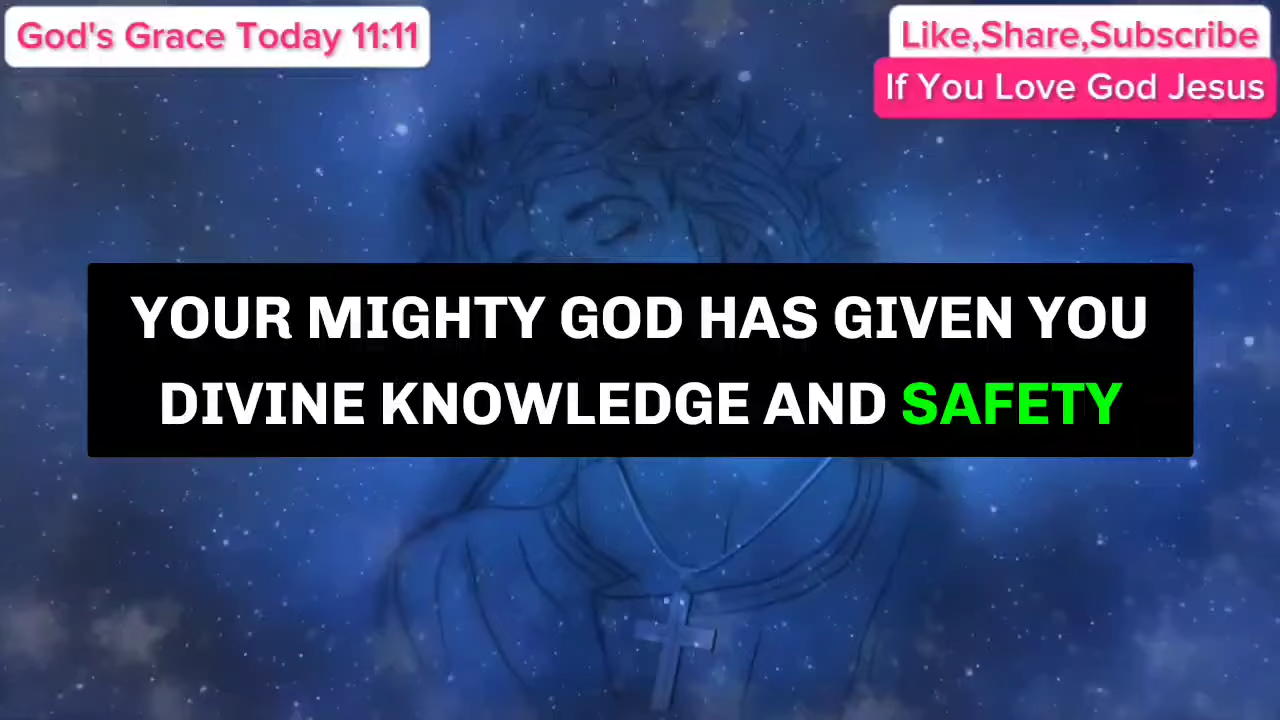 God's Grace Today 11:11
Like,Share,Subscribe
If You Love God Jesus
YOUR MIGHTY GOD HAS GIVEN YOU
DIVINE KNOWLEDGE AND SAFETY